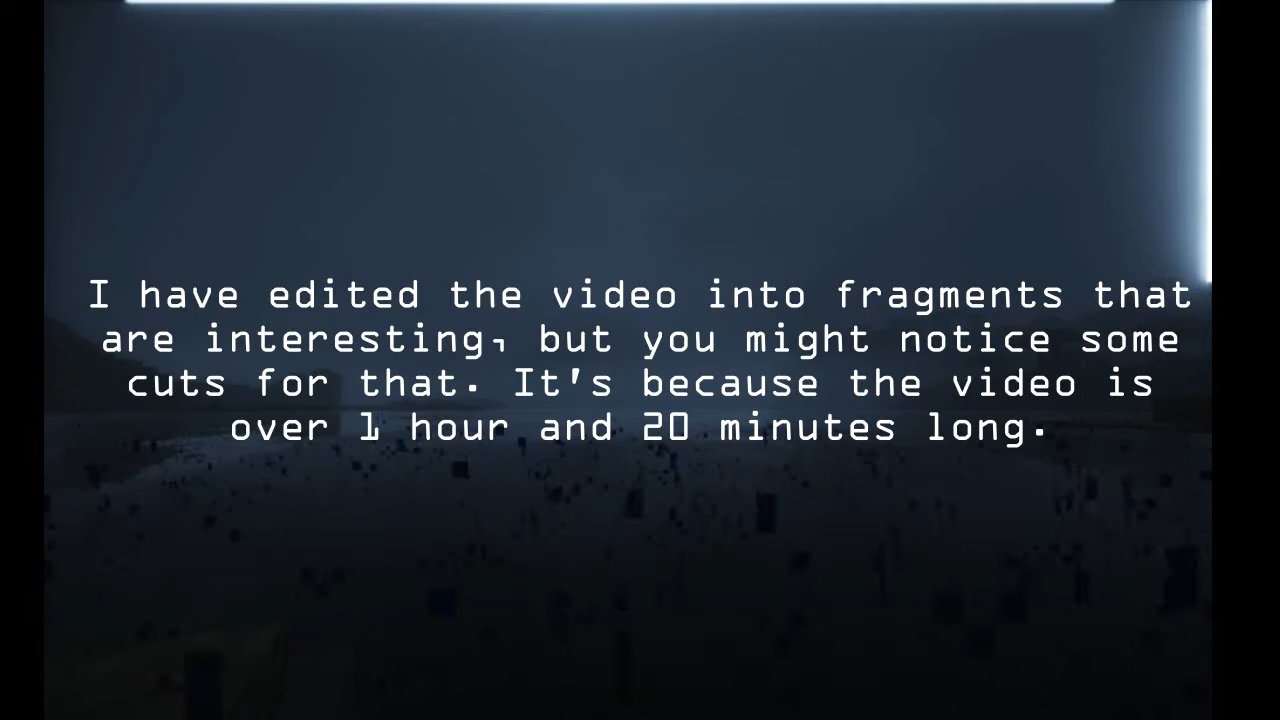 I have edited the video into fragments that
are interesting, but you might notice some
cuts for that. It's because the video is
over 1 hour and 20 minutes long.